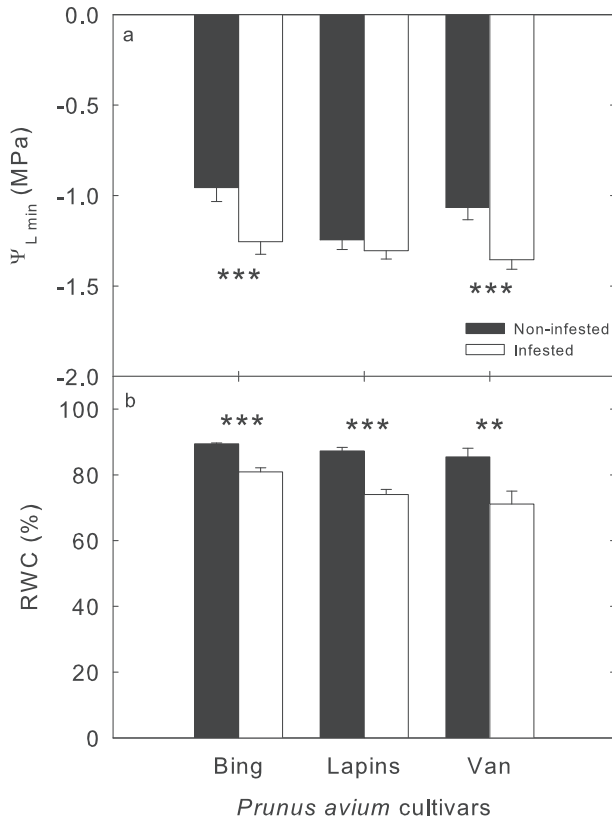 a
0.0
-0.5
-1.0
-1.5
-2.0
Ψ L min (MPa)
***
***
Non-infested
Infested
b
100
80
60
40
20
0
RWC (%)
***
***
**
Bing Lapins Van
Prunus avium cultivars